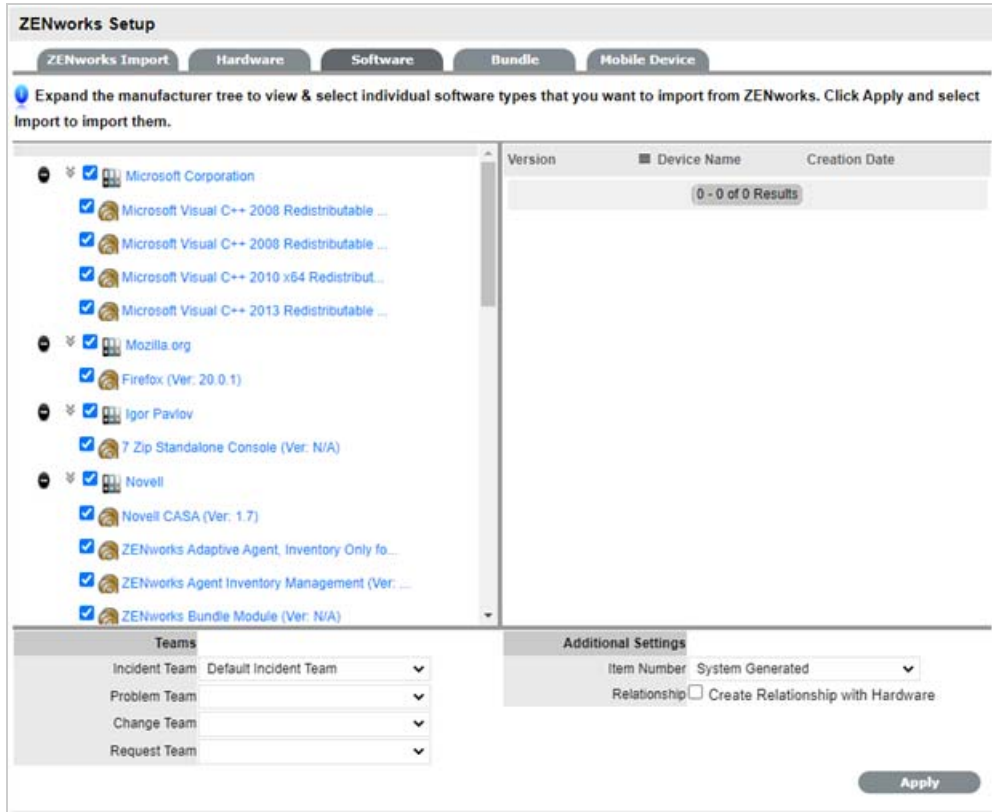 ZENworks Setup
ZENworks Import Hardware Software Bundle Mobile Device
Expand the manufacturer tree to view & select individual software types that you want to import from ZENworks. Click Apply and select
Import to import them.
Version Device Name Creation Date
0 - 0 of 0 Results
Microsoft Corporation
Microsoft Visual C++ 2008 Redistributable ...
Microsoft Visual C++ 2008 Redistributable ...
Microsoft Visual C++ 2010 x64 Redistribut...
Microsoft Visual C++ 2013 Redistributable ...
Mozilla.org
Firefox (Ver: 20.0.1)
Igor Pavlov
7 Zip Standalone Console (Ver: N/A)
Novell
Novell CASA (Ver: 1.7)
ZENworks Adaptive Agent, Inventory Only fo...
ZENworks Agent Inventory Management (Ver: ...
ZENworks Bundle Module (Ver: N/A)
Teams
Incident Team Default Incident Team
Problem Team
Change Team
Request Team
Additional Settings
Item Number System Generated
Relationship Create Relationship with Hardware
Apply